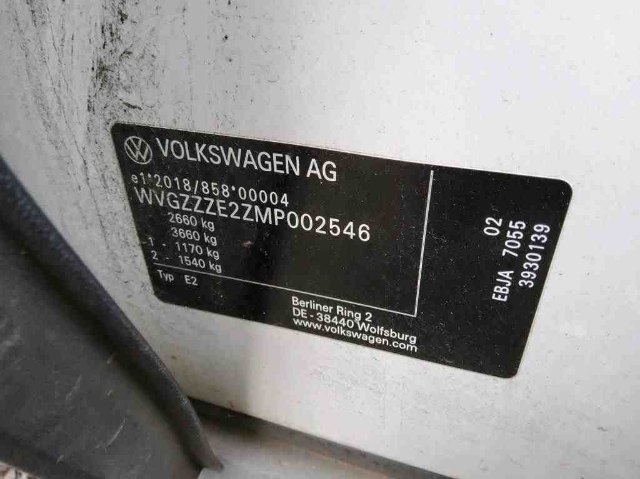 VOLKSWAGEN AG
e1*2018/858*00004
WVGZZZE2ZMP002546
2660 kg
3660 kg
1 - 1170 kg
2 - 1540 kg
Typ E2
Berliner Ring 2
DE - 38440 Wolfsburg
www.volkswagen.com
02
EBJA 7055
3930139